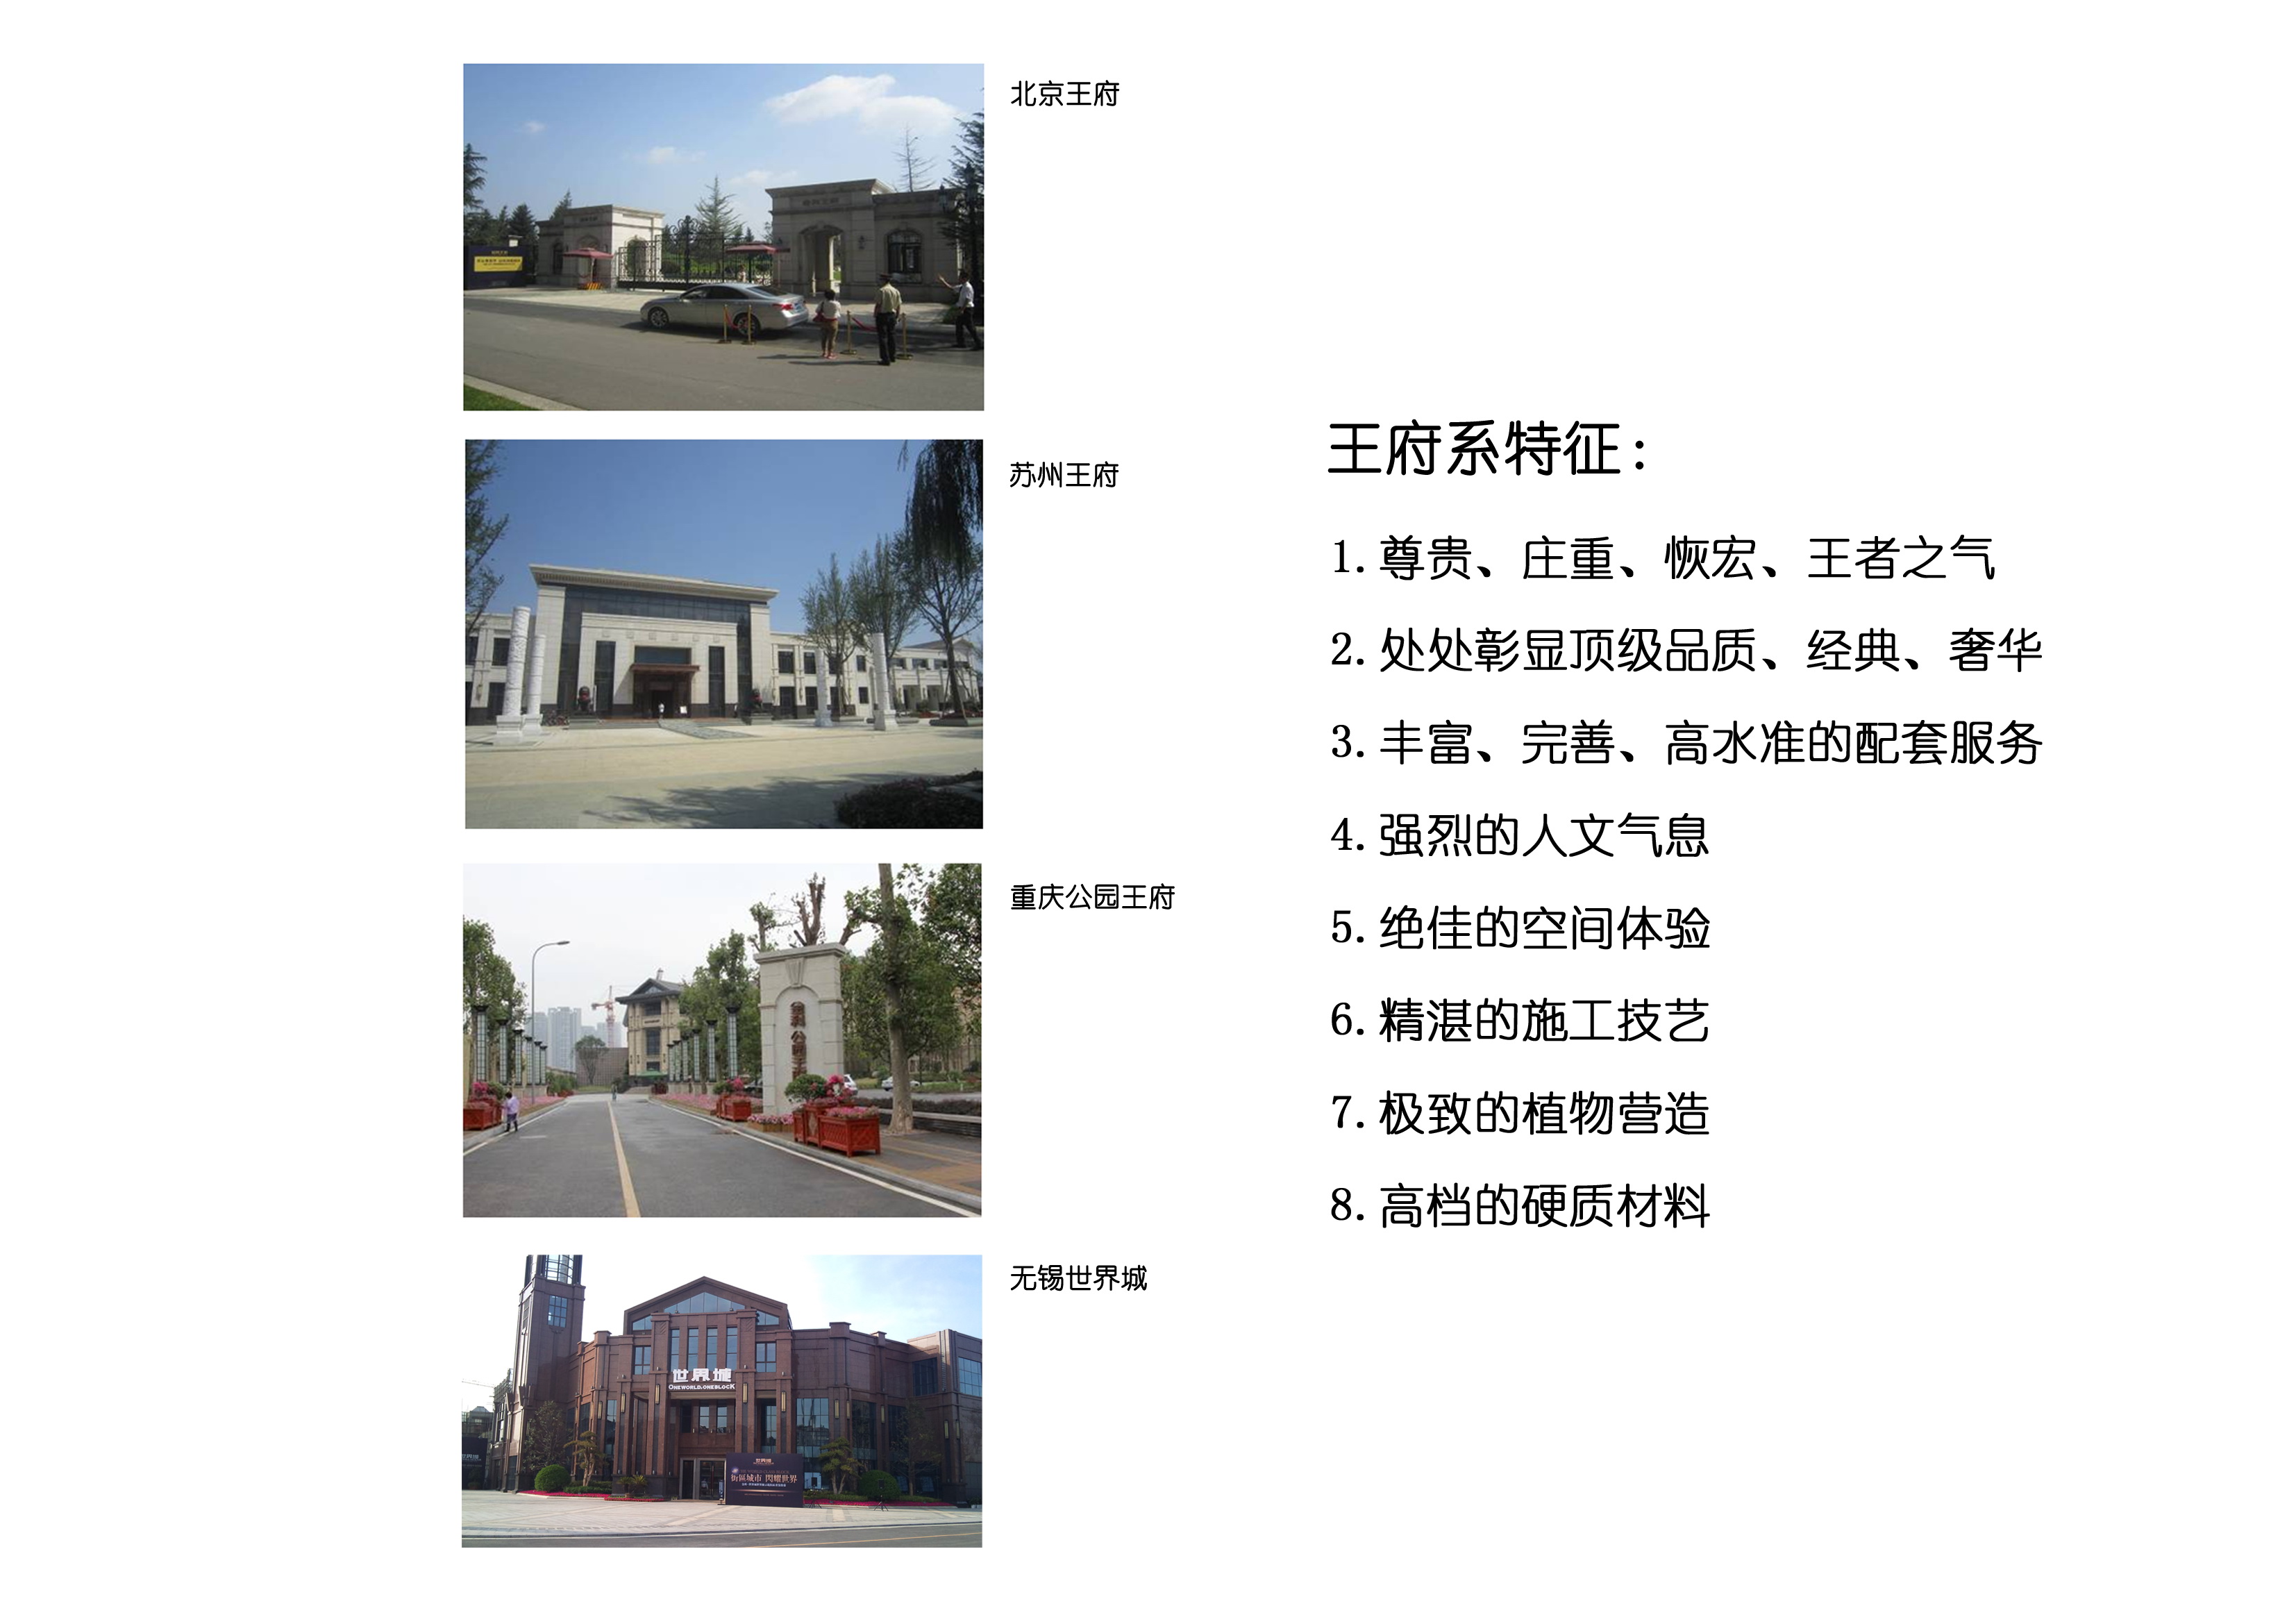 北京王府
苏州王府
重庆公园王府
世界城
ONEWORLD.ONEBLOCK
世界城
街區城市 閃耀世界
无锡世界城
王府系特征:
1.尊贵、庄重、恢宏、王者之气
2.处处彰显顶级品质、经典、奢华
3.丰富、完善、高水准的配套服务
4.强烈的人文气息
5.绝佳的空间体验
6.精湛的施工技艺
7.极致的植物营造
8.高档的硬质材料